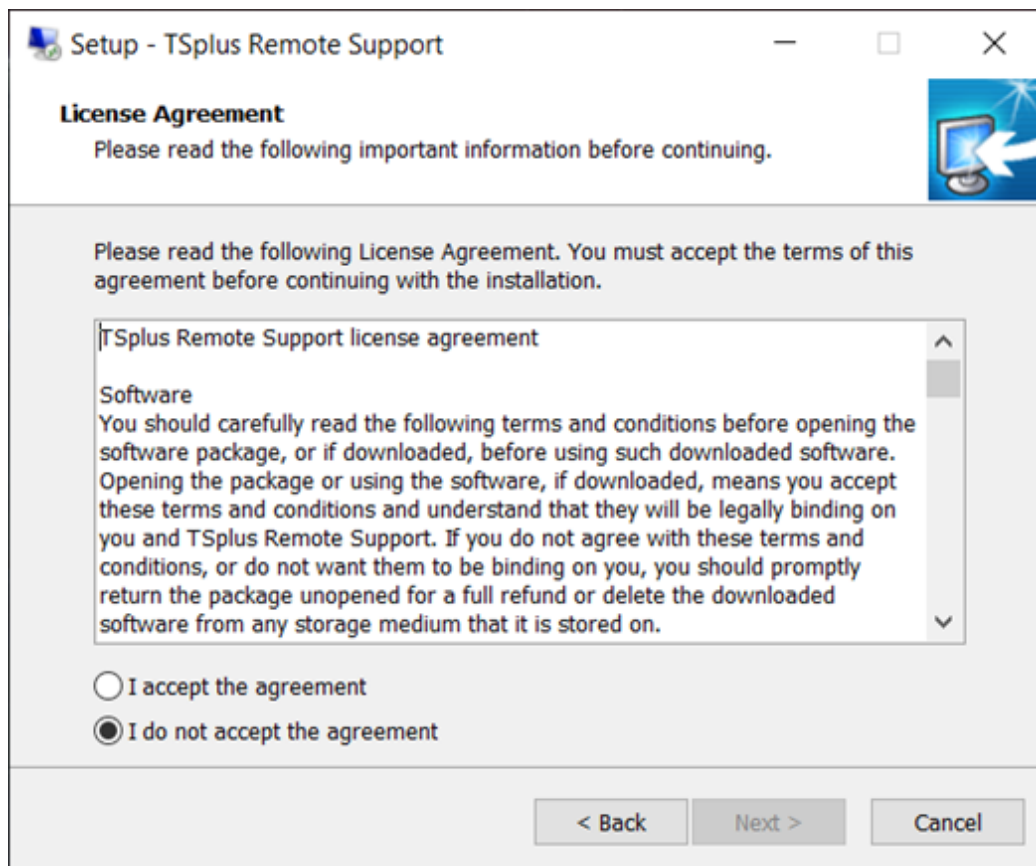 Setup - TSplus Remote Support
License Agreement
Please read the following important information before continuing.
Please read the following License Agreement. You must accept the terms of this
agreement before continuing with the installation.
TSplus Remote Support license agreement
Software
You should carefully read the following terms and conditions before opening the
software package, or if downloaded, before using such downloaded software.
Opening the package or using the software, if downloaded, means you accept
these terms and conditions and understand that they will be legally binding on
you and TSplus Remote Support. If you do not agree with these terms and
conditions, or do not want them to be binding on you, you should promptly
return the package unopened for a full refund or delete the downloaded
software from any storage medium that it is stored on.
I accept the agreement
I do not accept the agreement
< Back
Next >
Cancel